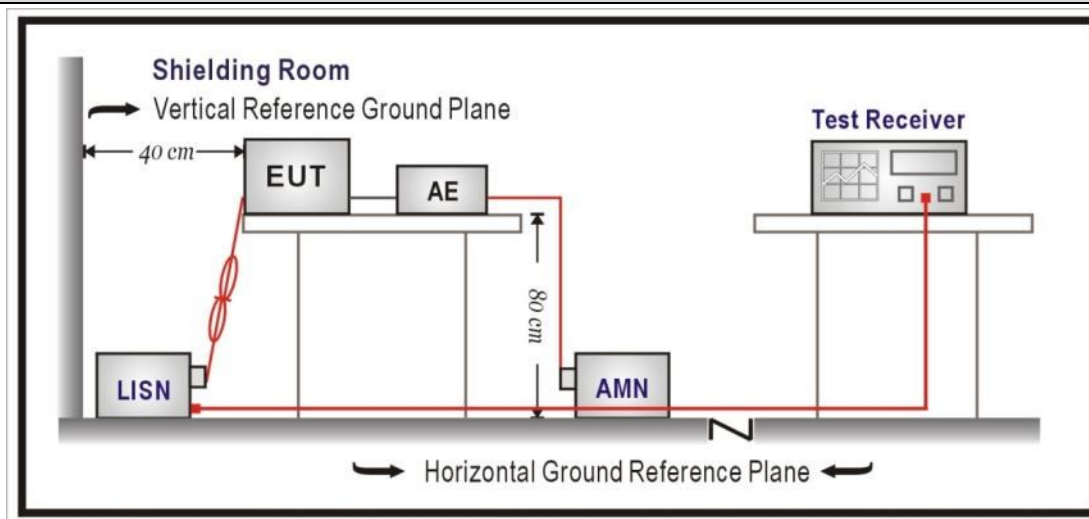 Shielding Room
Vertical Reference Ground Plane
40 cm
EUT
AE
Test Receiver
80 cm
LISN
AMN
Horizontal Ground Reference Plane